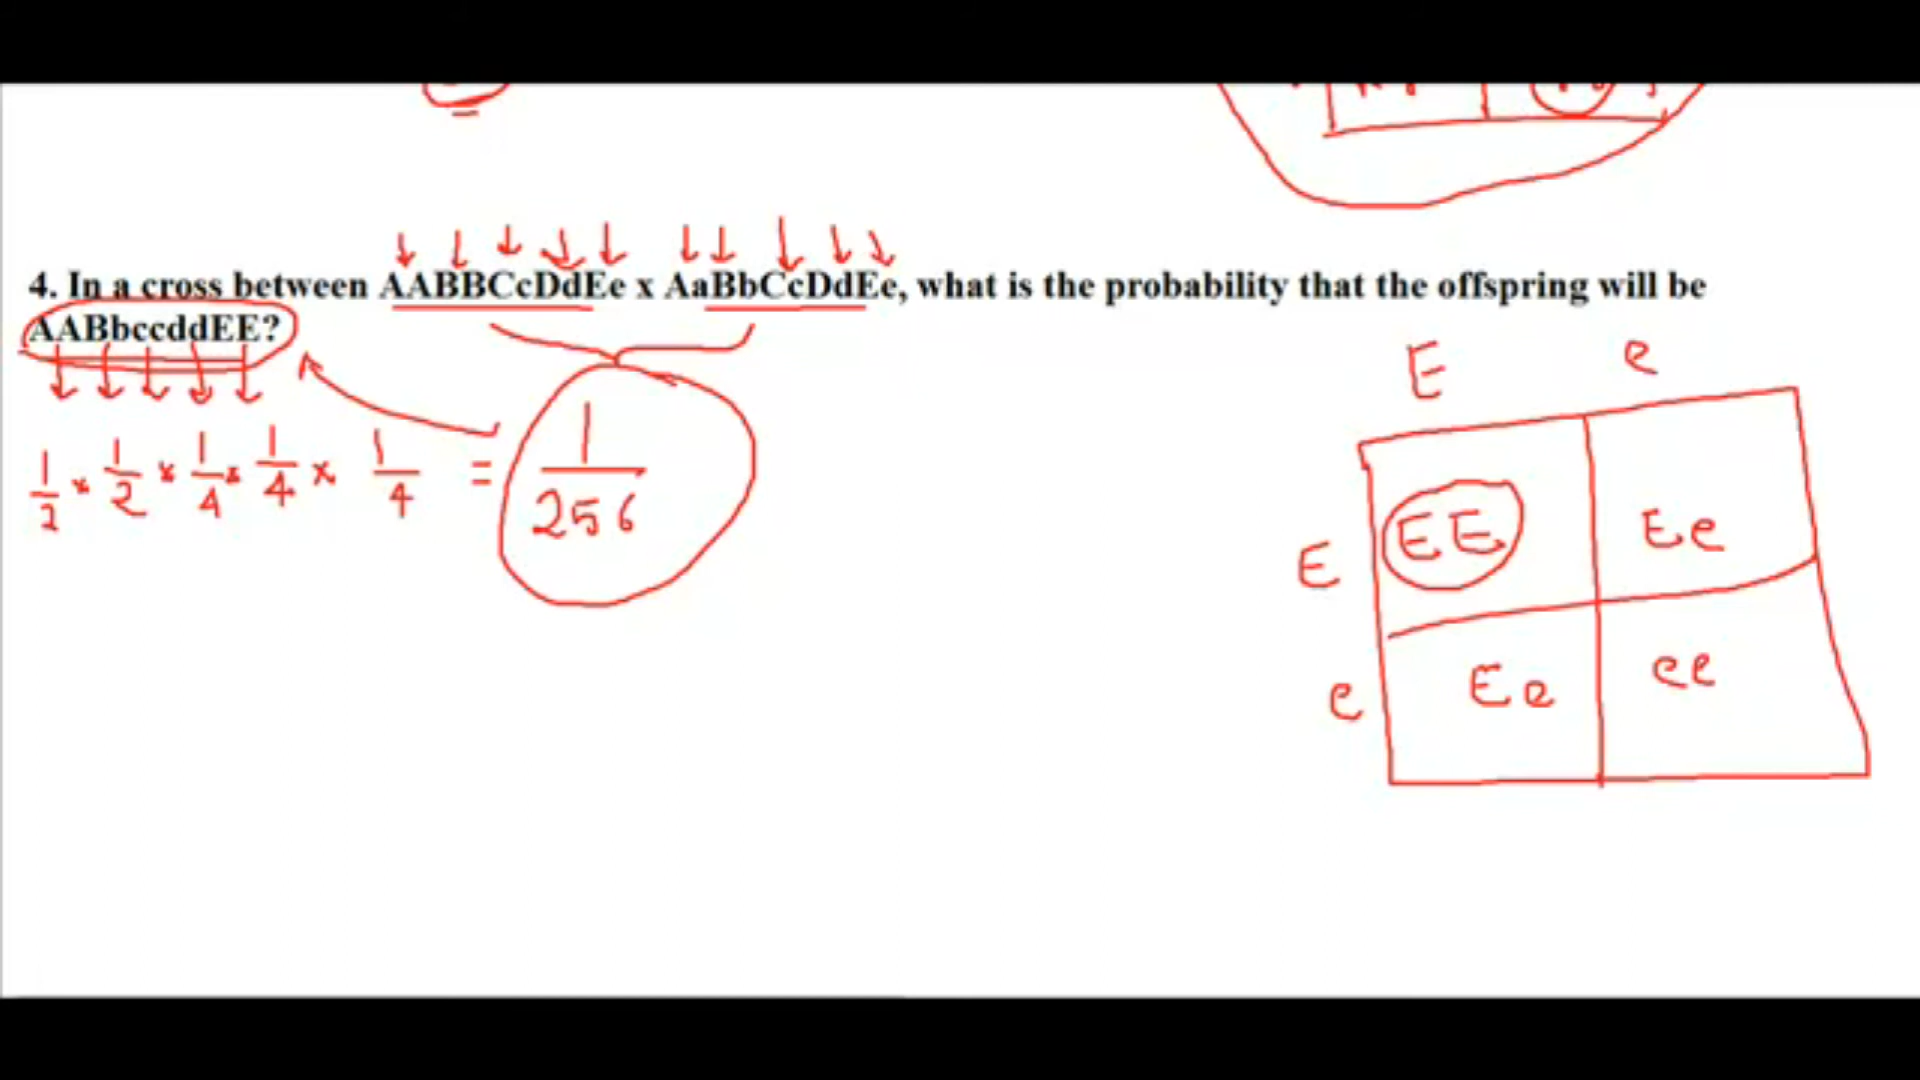 4. In a cross between AABBCcDdEe x AaBbCcDdEe, what is the probability that the offspring will be
AABbccddEE?
1/2 × 1/2 × 1/4 × 1/4 × 1/4 = 1/256
E e
E EE Ee
e Ee ee